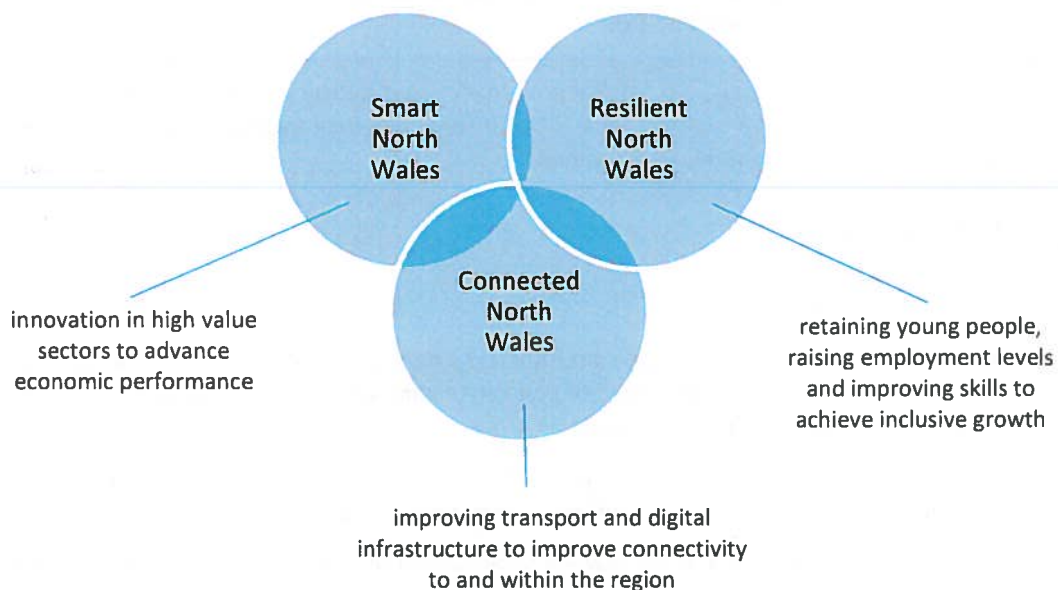 Smart
North
Wales
Resilient
North
Wales
Connected
North
Wales
innovation in high value
sectors to advance
economic performance
retaining young people,
raising employment levels
and improving skills to
achieve inclusive growth
improving transport and digital
infrastructure to improve connectivity
to and within the region